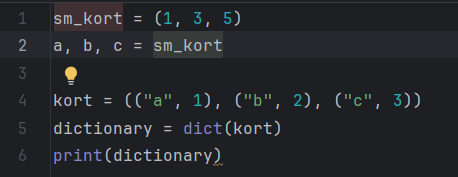 1 sm_kort = (1, 3, 5)
2 a, b, c = sm_kort
3
4 kort = (("a", 1), ("b", 2), ("c", 3))
5 dictionary = dict(kort)
6 print(dictionary)